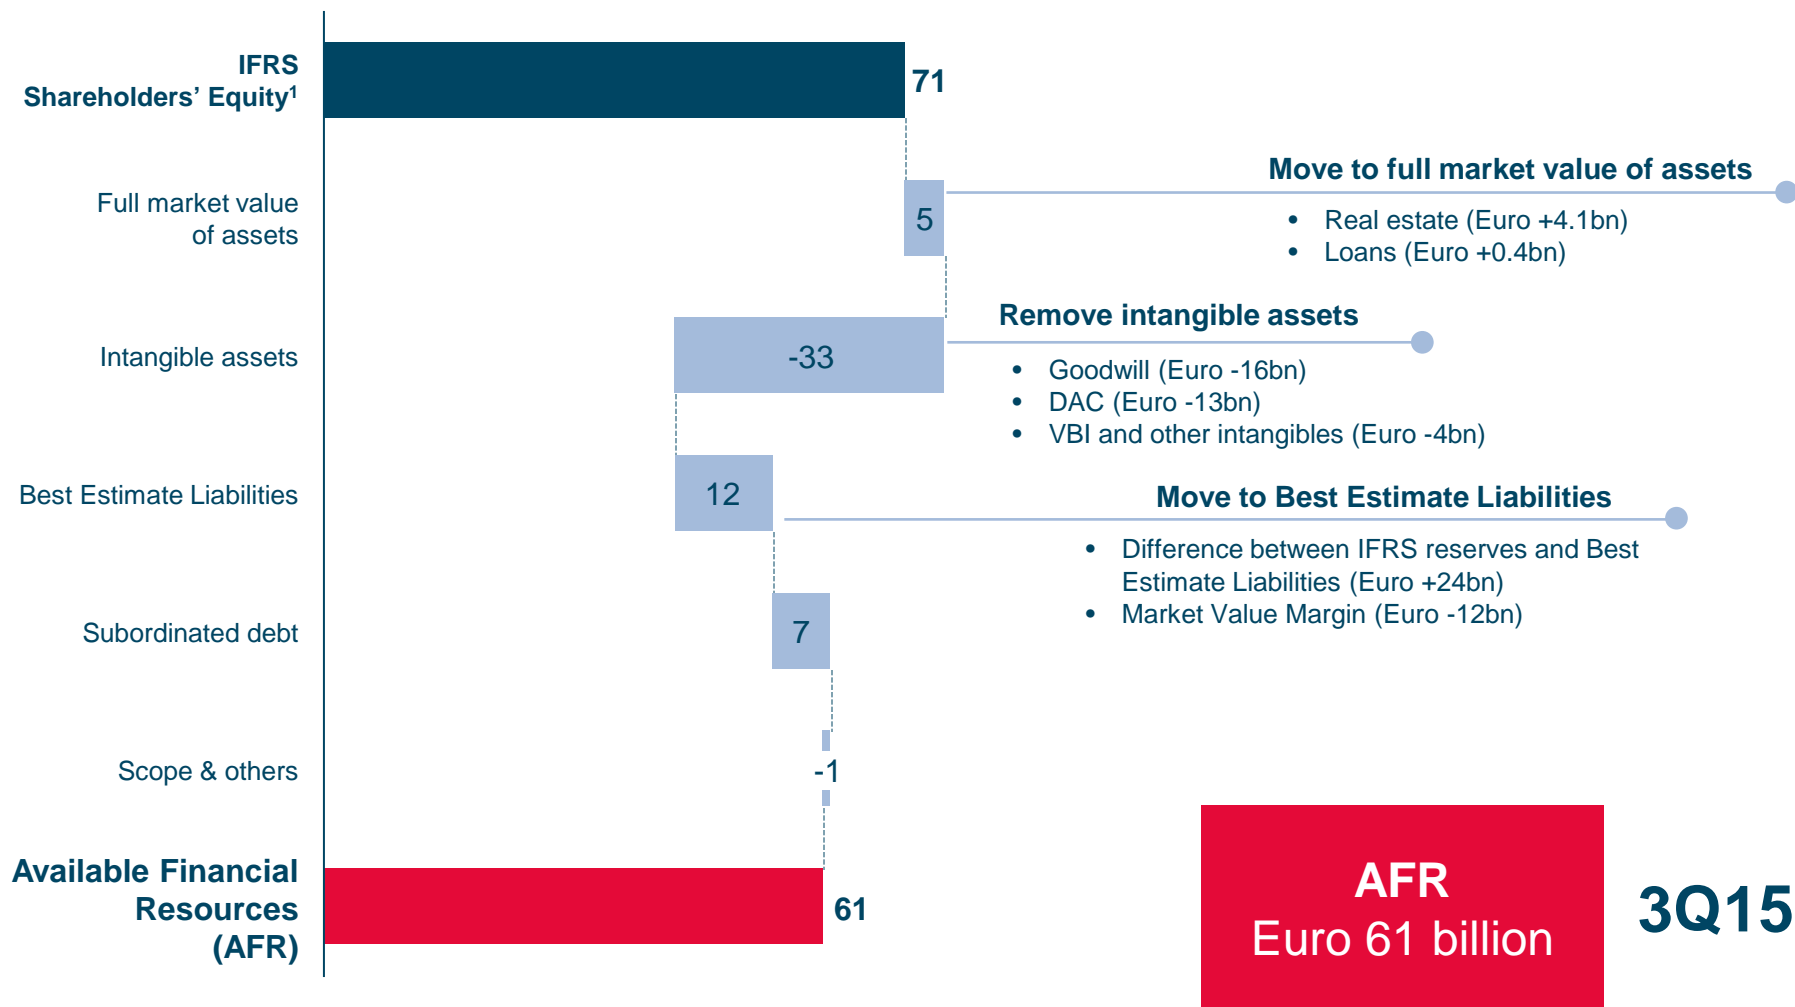 IFRS
Shareholders’ Equity¹
71
Full market value
of assets
5
Move to full market value of assets
• Real estate (Euro +4.1bn)
• Loans (Euro +0.4bn)
Intangible assets
-33
Remove intangible assets
• Goodwill (Euro -16bn)
• DAC (Euro -13bn)
• VBI and other intangibles (Euro -4bn)
Best Estimate Liabilities
12
Move to Best Estimate Liabilities
• Difference between IFRS reserves and Best
Estimate Liabilities (Euro +24bn)
• Market Value Margin (Euro -12bn)
Subordinated debt
7
Scope & others
-1
Available Financial
Resources
(AFR)
61
AFR
Euro 61 billion
3Q15